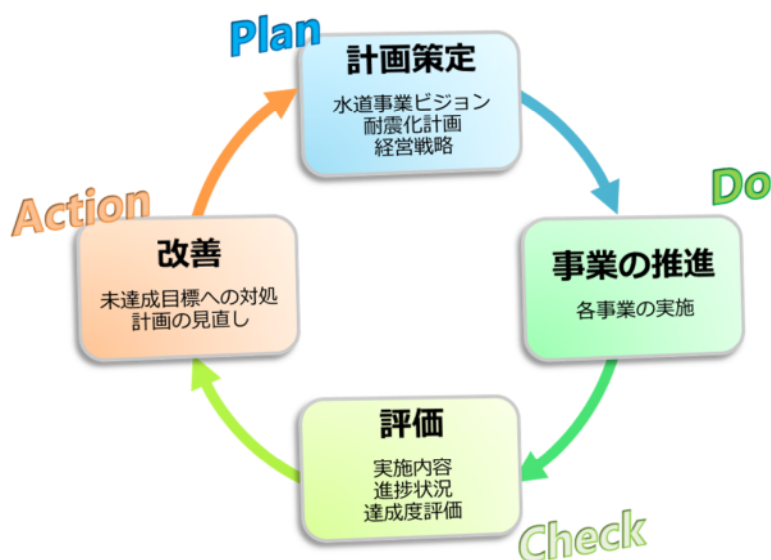 Plan
計画策定
水道事業ビジョン
耐震化計画
経営戦略
Do
事業の推進
各事業の実施
Check
評価
実施内容
進捗状況
達成度評価
Action
改善
未達成目標への対処
計画の見直し